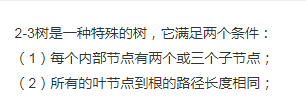 2-3树是一种特殊的树，它满足两个条件：
（1）每个内部节点有两个或三个子节点；
（2）所有的叶节点到根的路径长度相同；